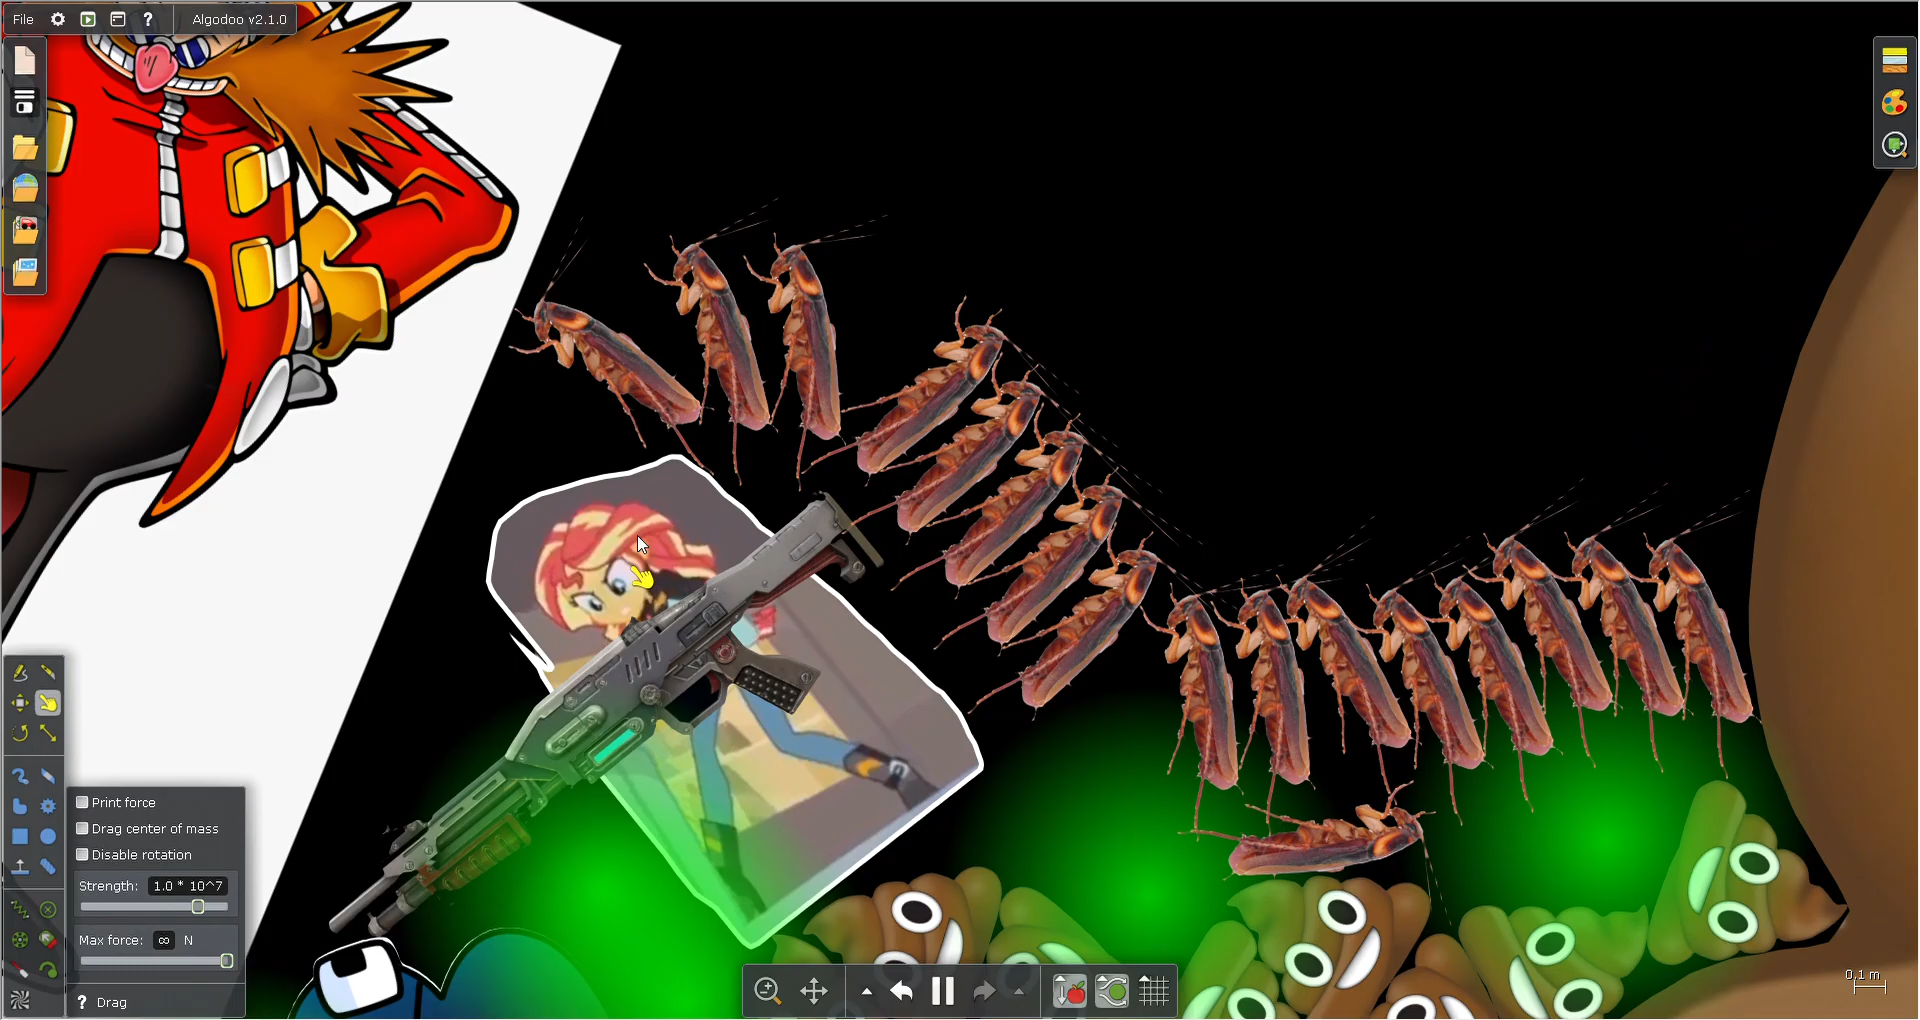 File ? Algodoo v2.1.0
Print force
Drag center of mass
Disable rotation
Strength: 1.0 * 10^7
Max force: ∞ N
? Drag
0.1 m